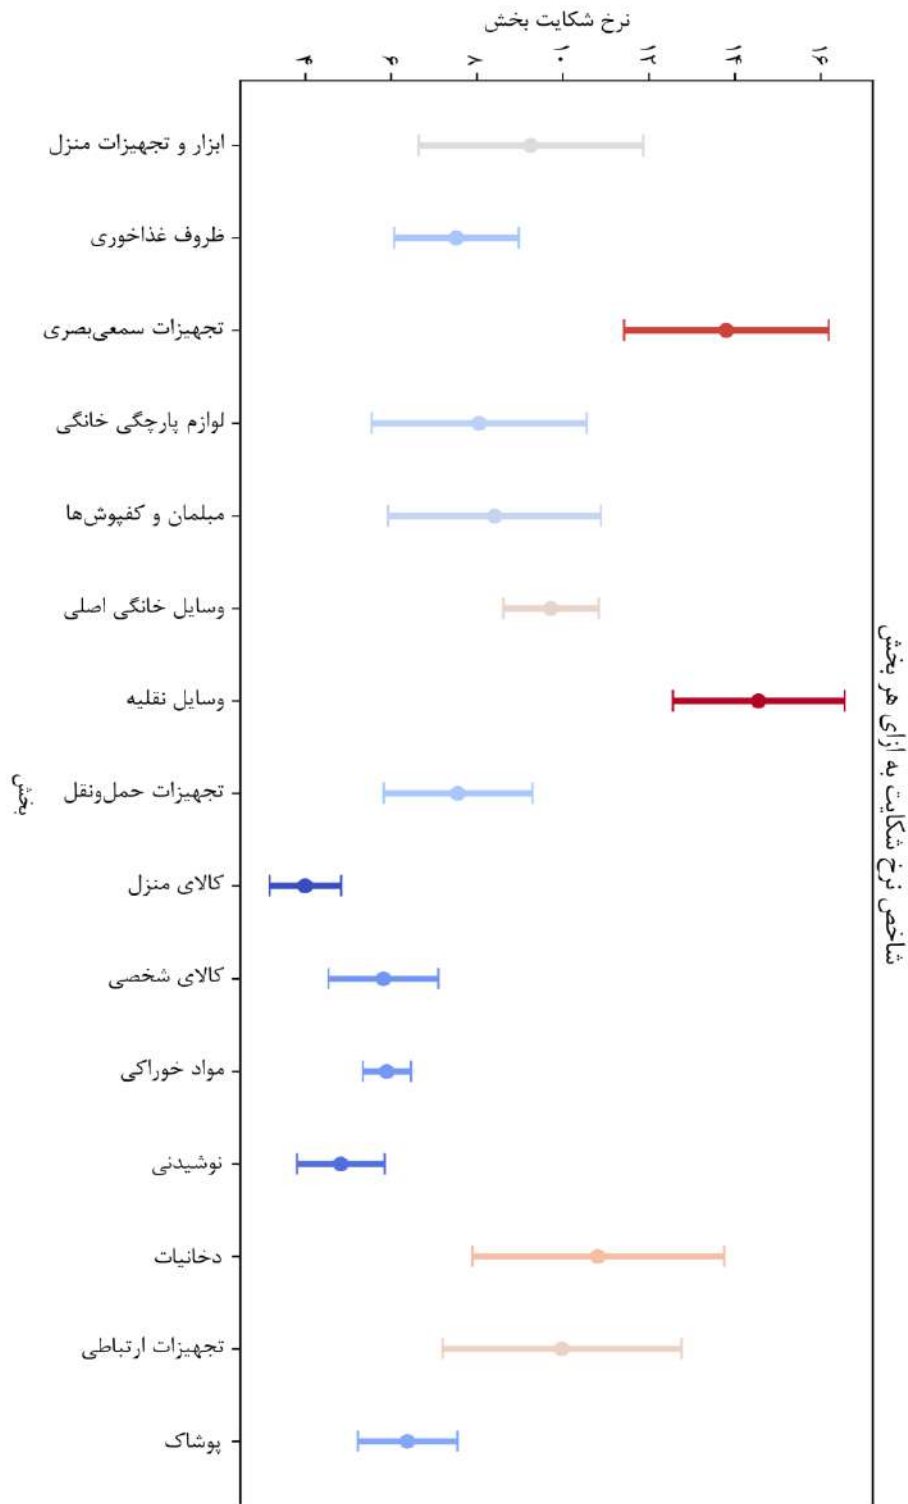 نرخ شکایت بخش
۴
۶
۸
۱۰
۱۲
۱۴
۱۶
ابزار و تجهیزات منزل
ظروف غذاخوری
تجهیزات سمعی‌بصری
لوازم پارچگی خانگی
مبلمان و کفپوش‌ها
وسایل خانگی اصلی
وسایل نقلیه
تجهیزات حمل‌ونقل
کالای منزل
کالای شخصی
مواد خوراکی
نوشیدنی
دخانیات
تجهیزات ارتباطی
پوشاک
بخش
شاخص نرخ شکایت به ازای هر بخش